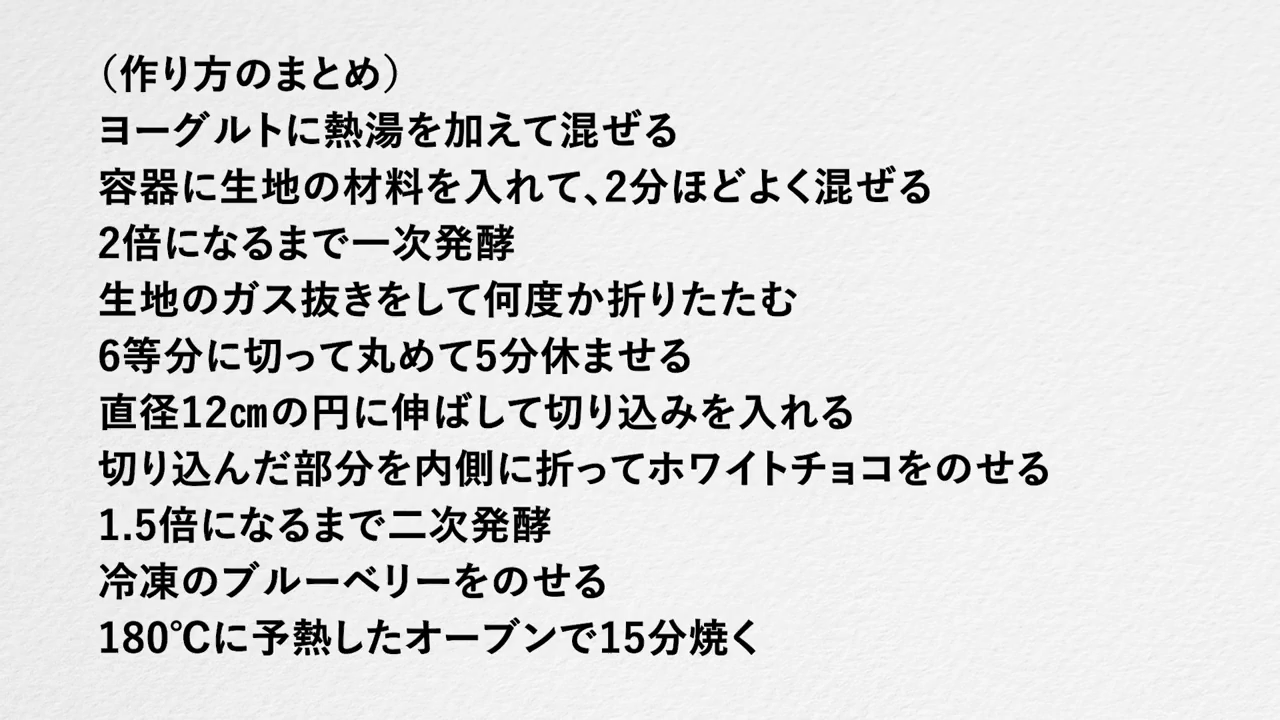 （作り方のまとめ）
ヨーグルトに熱湯を加えて混ぜる
容器に生地の材料を入れて、2分ほどよく混ぜる
2倍になるまで一次発酵
生地のガス抜きをして何度か折りたたむ
6等分に切って丸めて5分休ませる
直径12㎝の円に伸ばして切り込みを入れる
切り込んだ部分を内側に折ってホワイトチョコをのせる
1.5倍になるまで二次発酵
冷凍のブルーベリーをのせる
180℃に予熱したオーブンで15分焼く